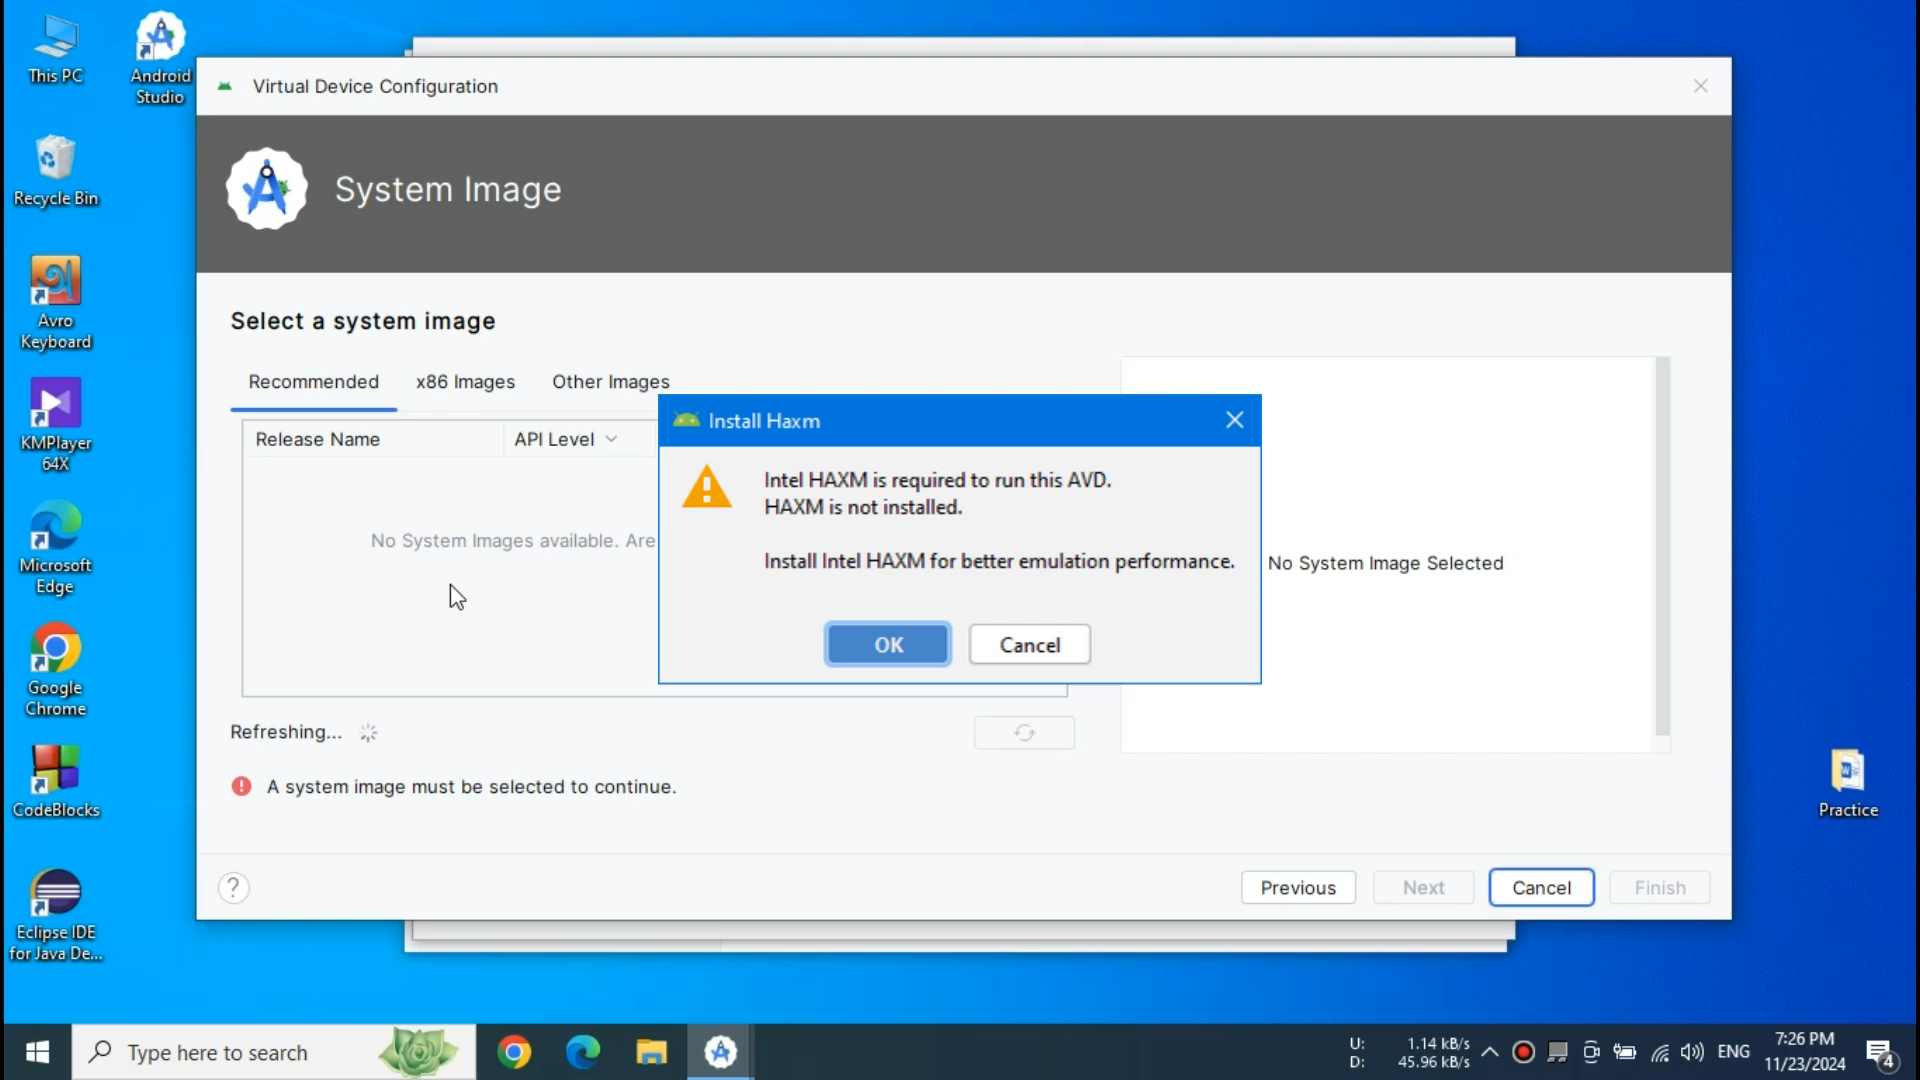 This PC
Android
Studio
Recycle Bin
Avro
Keyboard
KMPlayer
64X
Microsoft
Edge
Google
Chrome
CodeBlocks
Eclipse IDE
for Java De...
Practice
Virtual Device Configuration
System Image
Select a system image
Recommended
x86 Images
Other Images
Release Name
API Level
No System Images available. Are
No System Image Selected
Install Haxm
Intel HAXM is required to run this AVD.
HAXM is not installed.
Install Intel HAXM for better emulation performance.
OK
Cancel
Refreshing...
A system image must be selected to continue.
?
Previous
Next
Cancel
Finish
Type here to search
U: 1.14 kB/s
D: 45.96 kB/s
ENG
7:26 PM
11/23/2024
4